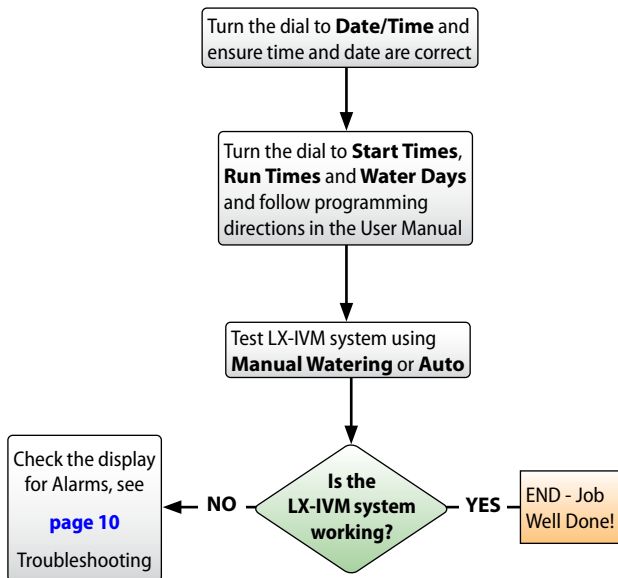 Turn the dial to Date/Time and
ensure time and date are correct
Turn the dial to Start Times,
Run Times and Water Days
and follow programming
directions in the User Manual
Test LX-IVM system using
Manual Watering or Auto
Is the
LX-IVM system
working?
NO
Check the display
for Alarms, see
page 10
Troubleshooting
YES
END - Job
Well Done!